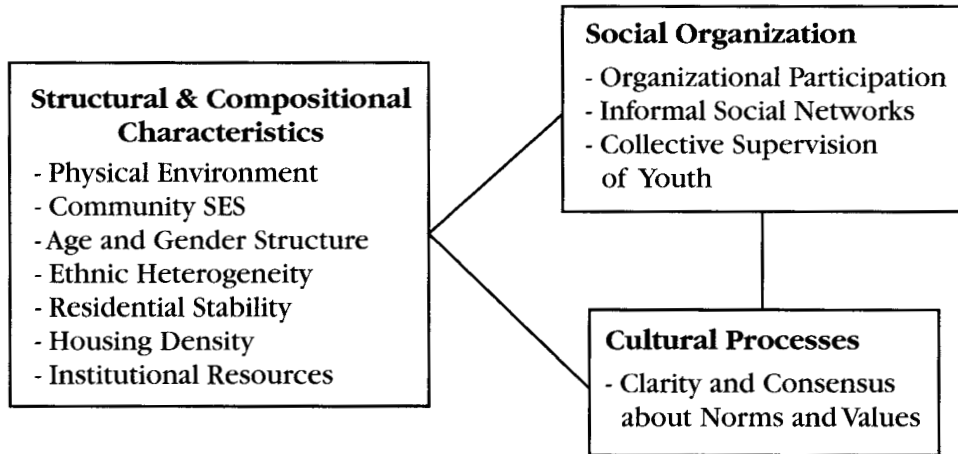 Structural & Compositional
Characteristics
- Physical Environment
- Community SES
- Age and Gender Structure
- Ethnic Heterogeneity
- Residential Stability
- Housing Density
- Institutional Resources
Social Organization
- Organizational Participation
- Informal Social Networks
- Collective Supervision
of Youth
Cultural Processes
- Clarity and Consensus
about Norms and Values